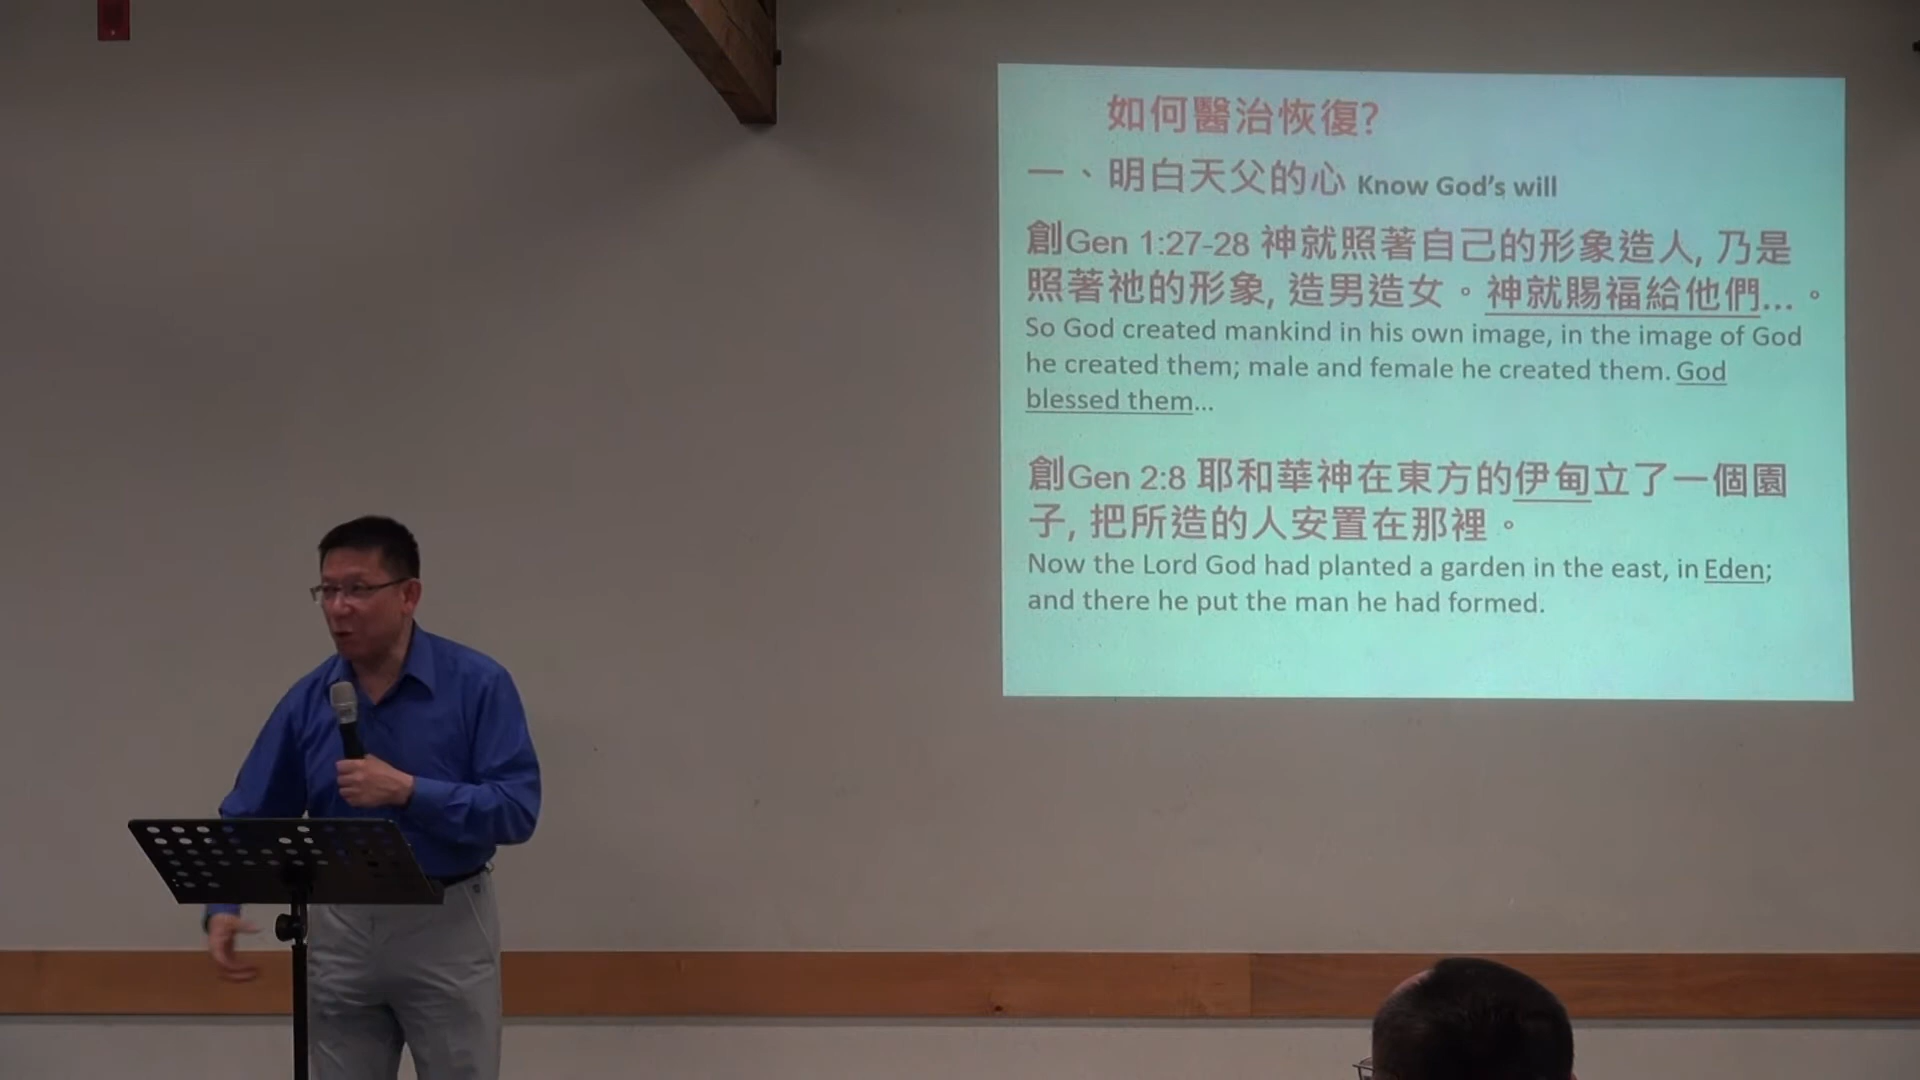 如何醫治恢復?
一、明白天父的心 Know God's will
創Gen 1:27-28 神就照著自己的形象造人, 乃是
照著祂的形象, 造男造女。神就賜福給他們...。
So God created mankind in his own image, in the image of God
he created them; male and female he created them. God
blessed them...
創Gen 2:8 耶和華神在東方的伊甸立了一個園
子, 把所造的人安置在那裡。
Now the Lord God had planted a garden in the east, in Eden;
and there he put the man he had formed.